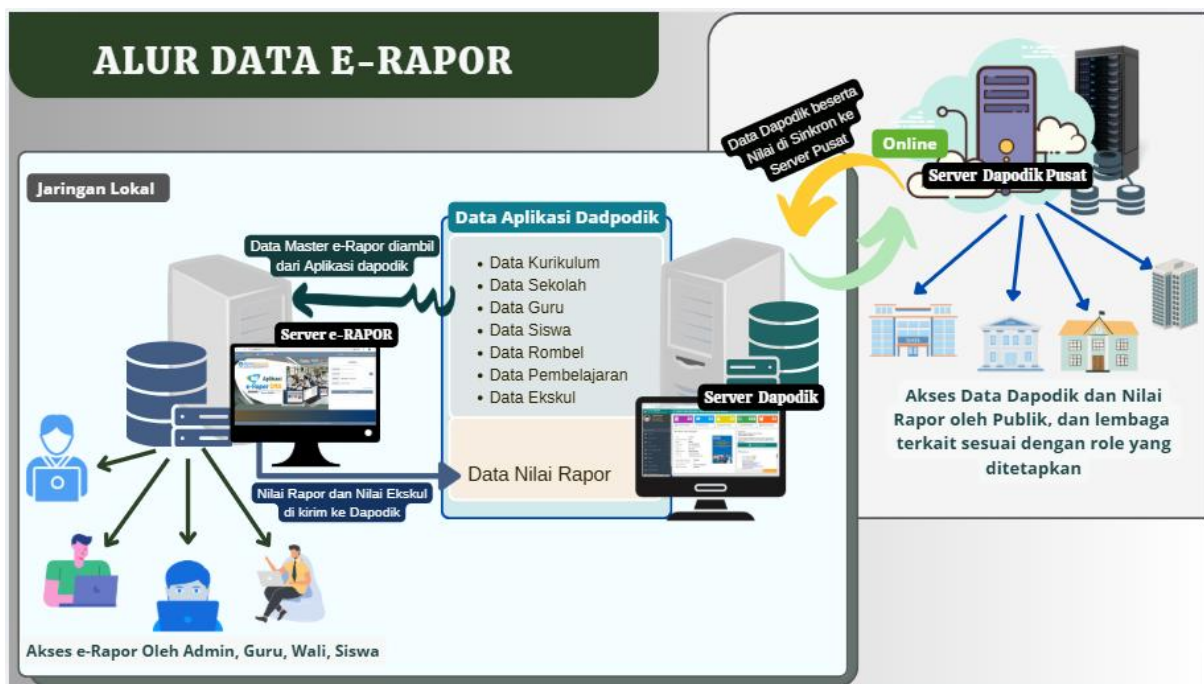 ALUR DATA E-RAPOR
Data Dapodik beserta
Nilai di Sinkron ke
Server Pusat
Online
Server Dapodik Pusat
Jaringan Lokal
Data Master e-Rapor diambil
dari Aplikasi dapodik
Data Aplikasi Dadpodik
• Data Kurikulum
• Data Sekolah
• Data Guru
• Data Siswa
• Data Rombel
• Data Pembelajaran
• Data Ekskul
Server e-RAPOR
Aplikasi
e-Rapor SMA
Server Dapodik
Data Nilai Rapor
Nilai Rapor dan Nilai Ekskul
di kirim ke Dapodik
Akses e-Rapor Oleh Admin, Guru, Wali, Siswa
Akses Data Dapodik dan Nilai
Rapor oleh Publik, dan lembaga
terkait sesuai dengan role yang
ditetapkan